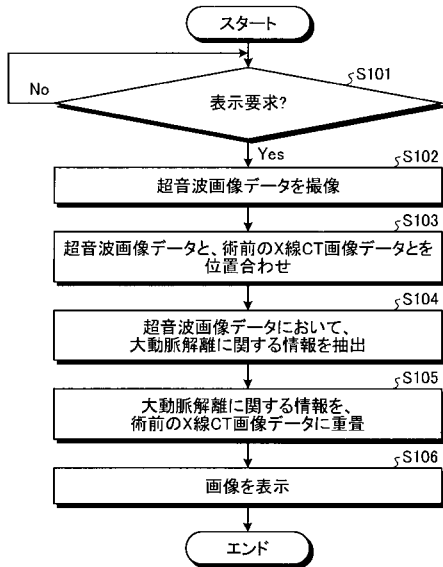 スタート
S101
表示要求?
No
Yes
S102
超音波画像データを撮像
S103
超音波画像データと、術前のX線CT画像データとを
位置合わせ
S104
超音波画像データにおいて、
大動脈解離に関する情報を抽出
S105
大動脈解離に関する情報を、
術前のX線CT画像データに重畳
S106
画像を表示
エンド